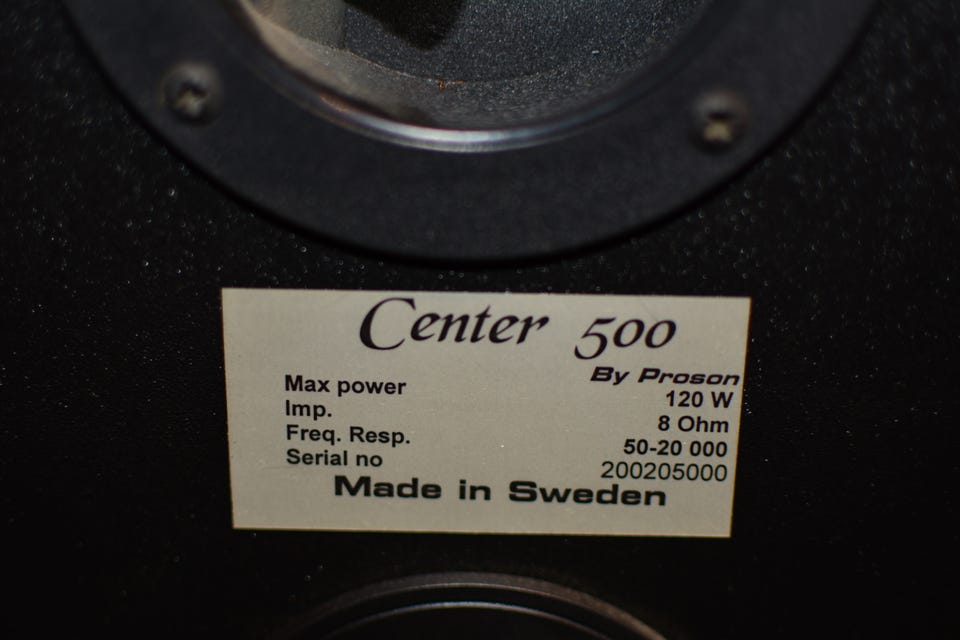 Center 500
By Proson
Max power 120 W
Imp. 8 Ohm
Freq. Resp. 50-20 000
Serial no 200205000
Made in Sweden